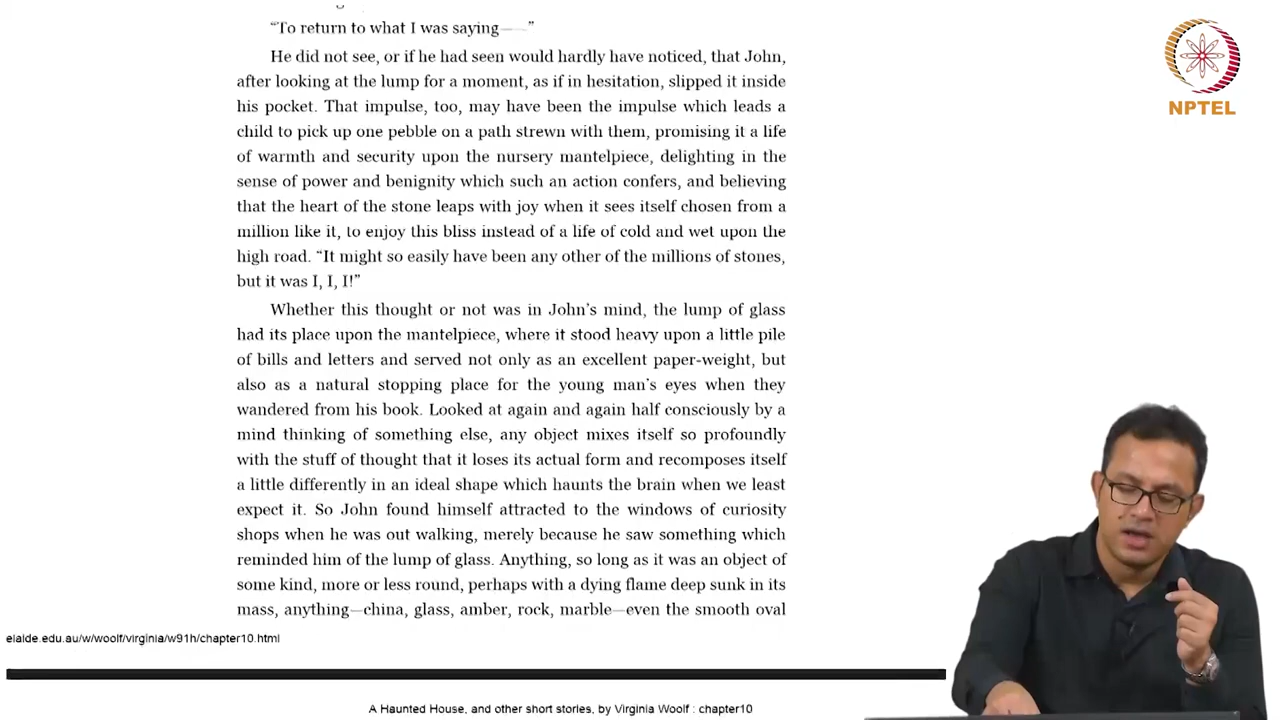 “To return to what I was saying——”
He did not see, or if he had seen would hardly have noticed, that John,
after looking at the lump for a moment, as if in hesitation, slipped it inside
his pocket. That impulse, too, may have been the impulse which leads a
child to pick up one pebble on a path strewn with them, promising it a life
of warmth and security upon the nursery mantelpiece, delighting in the
sense of power and benignity which such an action confers, and believing
that the heart of the stone leaps with joy when it sees itself chosen from a
million like it, to enjoy this bliss instead of a life of cold and wet upon the
high road. “It might so easily have been any other of the millions of stones,
but it was I, I, I!”
Whether this thought or not was in John’s mind, the lump of glass
had its place upon the mantelpiece, where it stood heavy upon a little pile
of bills and letters and served not only as an excellent paper-weight, but
also as a natural stopping place for the young man’s eyes when they
wandered from his book. Looked at again and again half consciously by a
mind thinking of something else, any object mixes itself so profoundly
with the stuff of thought that it loses its actual form and recomposes itself
a little differently in an ideal shape which haunts the brain when we least
expect it. So John found himself attracted to the windows of curiosity
shops when he was out walking, merely because he saw something which
reminded him of the lump of glass. Anything, so long as it was an object of
some kind, more or less round, perhaps with a dying flame deep sunk in its
mass, anything—china, glass, amber, rock, marble—even the smooth oval
elaide.edu.au/w/woolf/virginia/w91h/chapter10.html
A Haunted House, and other short stories, by Virginia Woolf : chapter10
NPTEL